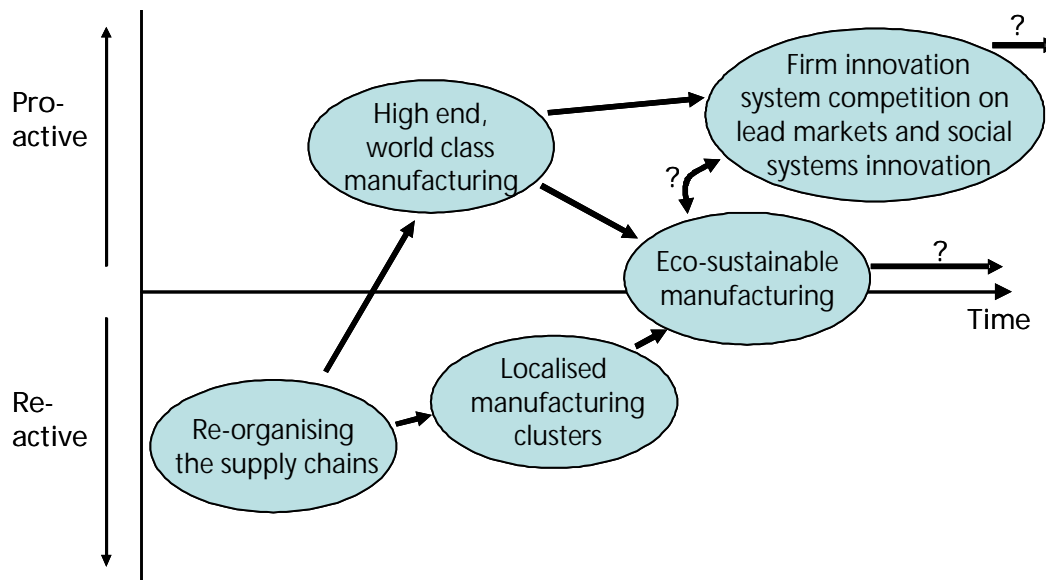 ?
Firm innovation
system competition on
lead markets and social
systems innovation
Pro-
active
High end,
world class
manufacturing
?
Eco-sustainable
manufacturing
?
Time
Localised
manufacturing
clusters
Re-
active
Re-organising
the supply chains